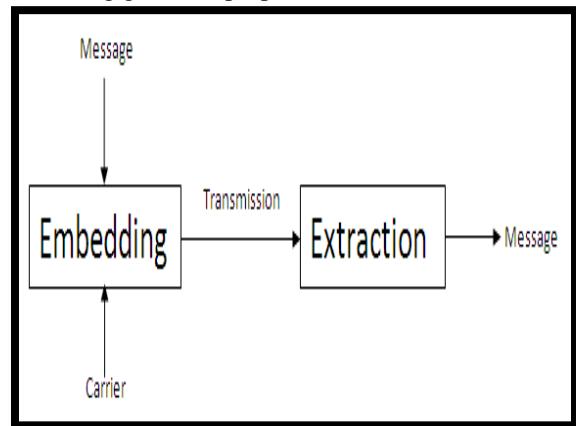 Message
Transmission
Embedding
Extraction
Message
Carrier